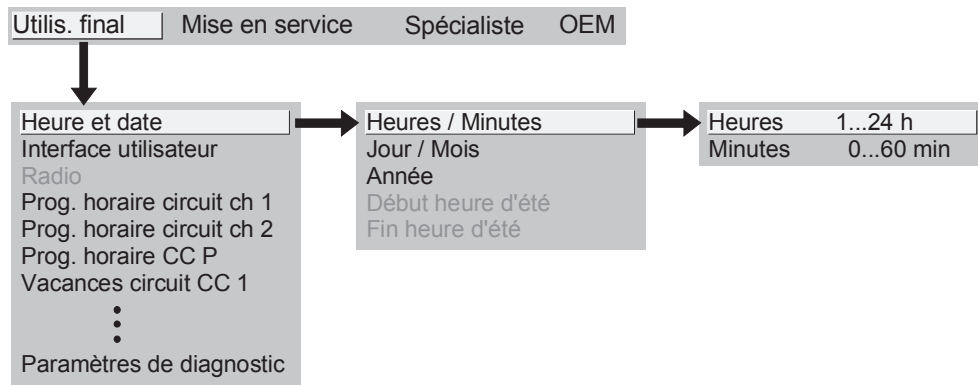 Utilis. final Mise en service Spécialiste OEM
Heure et date
Interface utilisateur
Radio
Prog. horaire circuit ch 1
Prog. horaire circuit ch 2
Prog. horaire CC P
Vacances circuit CC 1
Paramètres de diagnostic
Heures / Minutes
Jour / Mois
Année
Début heure d'été
Fin heure d'été
Heures 1...24 h
Minutes 0...60 min